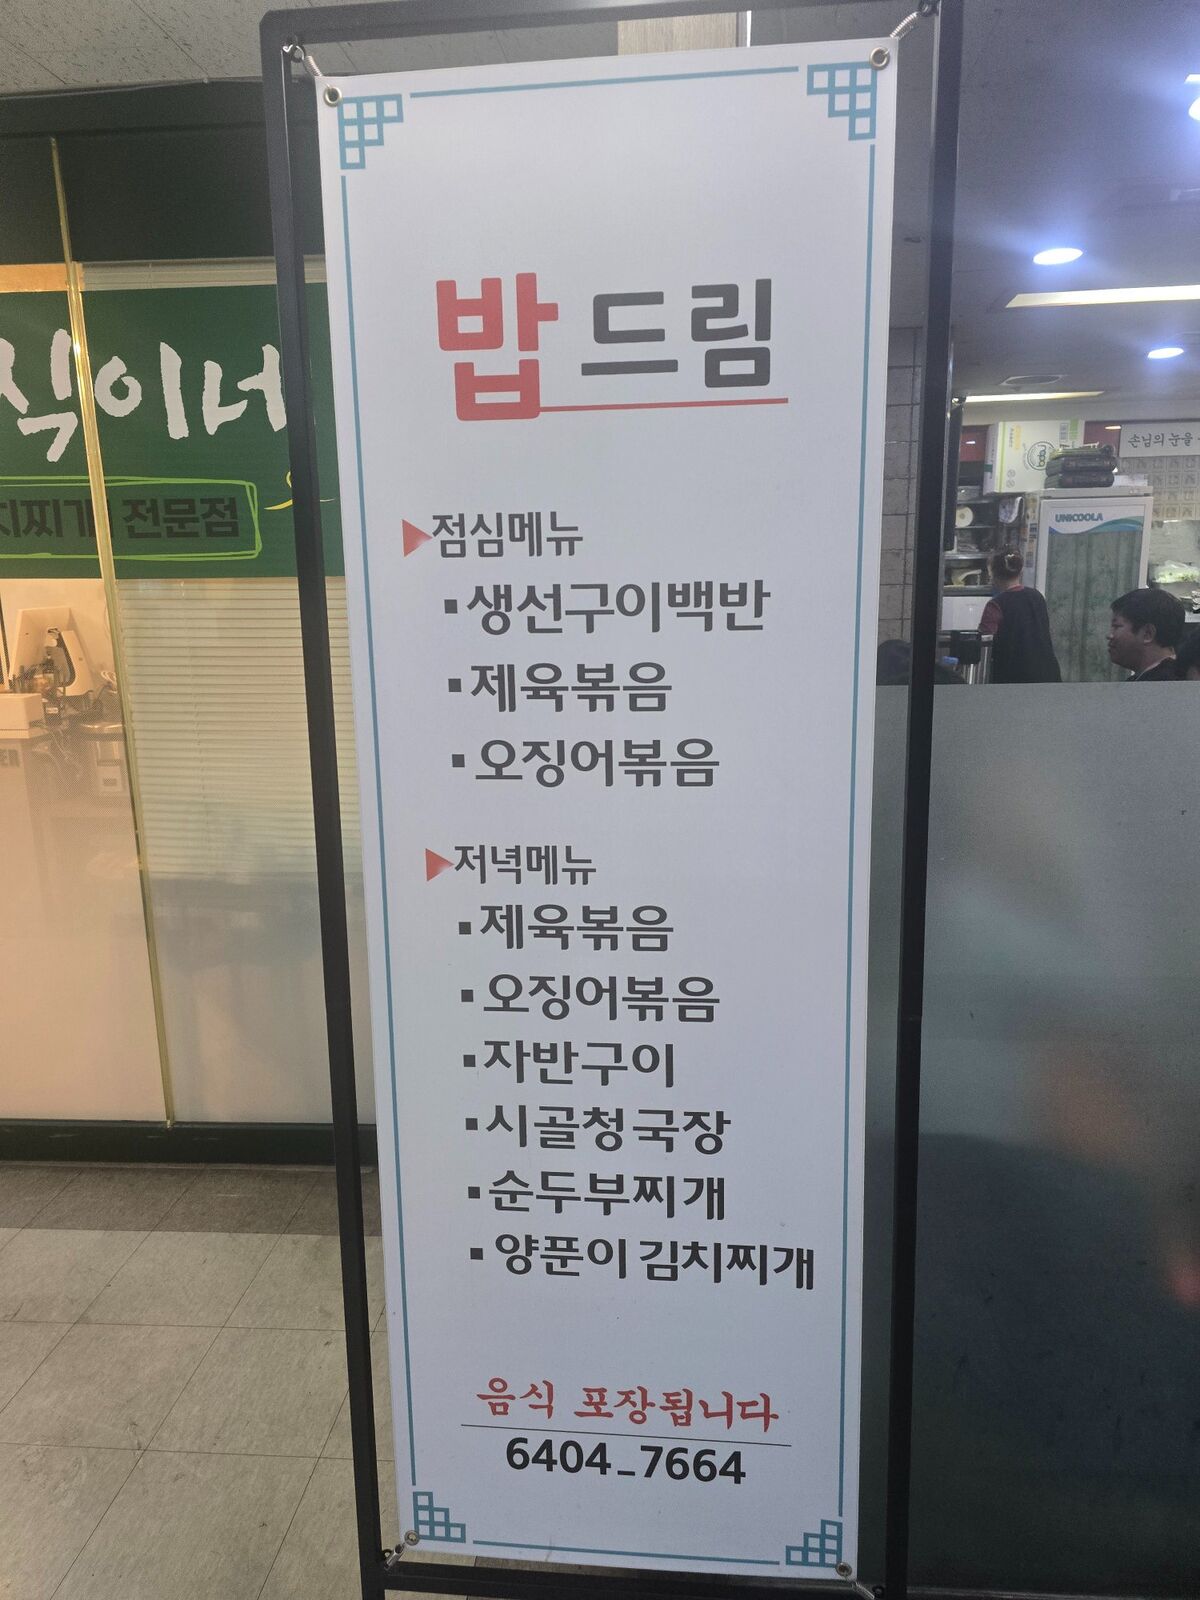 밥드림
점심메뉴
생선구이백반
제육볶음
오징어볶음
저녁메뉴
제육볶음
오징어볶음
자반구이
시골청국장
순두부찌개
양푼이 김치찌개
음식 포장됩니다
6404_7664
식이네
치찌개 전문점
손님의 눈을
UNICOOLA